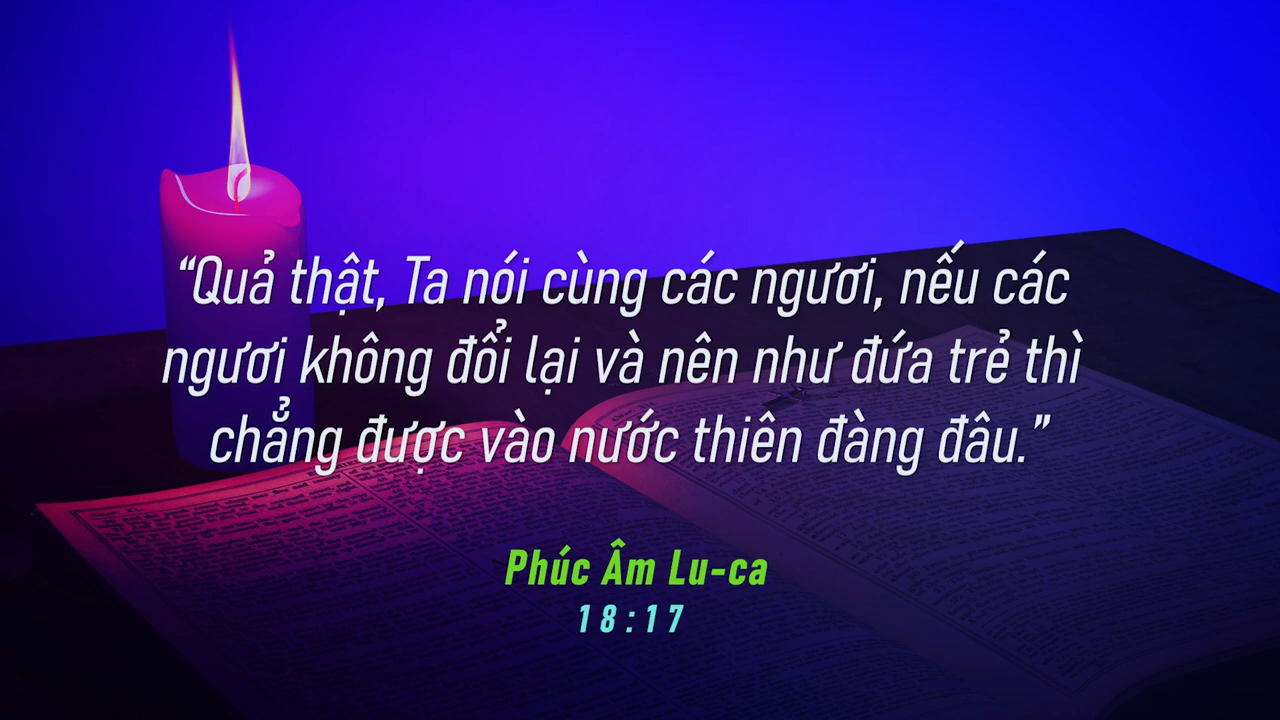 “Quả thật, Ta nói cùng các ngươi, nếu các
ngươi không đổi lại và nên như đứa trẻ thì
chẳng được vào nước thiên đàng đâu.”
Phúc Âm Lu-ca
18:17